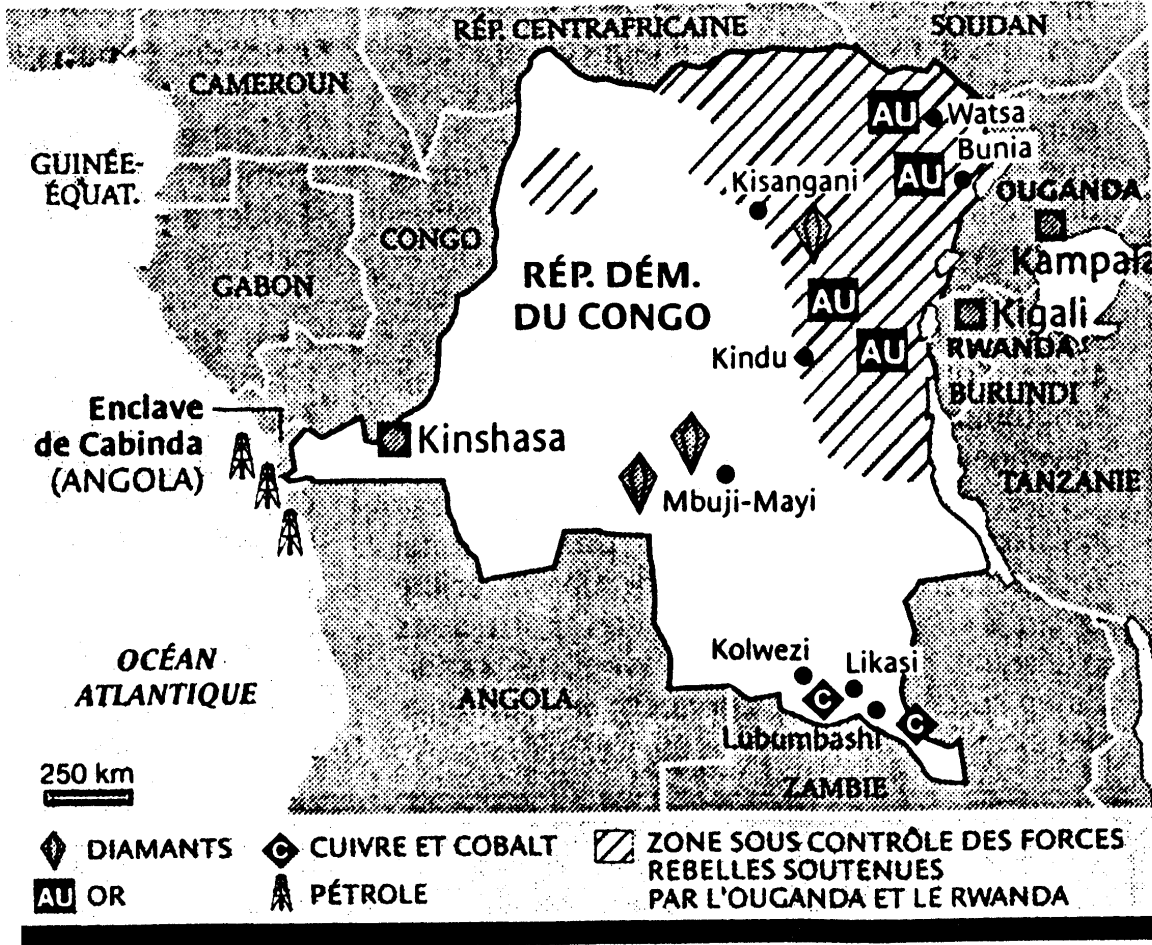 RÉP. CENTRAFRICAINE
SOUDAN
CAMEROUN
AU
Watsa
Bunia
GUINÉE-
ÉQUAT.
Kisangani
AU
OUGANDA
CONGO
Kampala
GABON
RÉP. DÉM.
DU CONGO
AU
Kigali
Kindu
AU
RWANDA
BURUNDI
Enclave
de Cabinda
(ANGOLA)
Kinshasa
TANZANIE
Mbuji-Mayi
OCÉAN
ATLANTIQUE
Kolwezi
Likasi
ANGOLA
C
C
Lubumbashi
250 km
ZAMBIE
DIAMANTS
C CUIVRE ET COBALT
ZONE SOUS CONTRÔLE DES FORCES
REBELLES SOUTENUES
PAR L'OUGANDA ET LE RWANDA
AU OR
PÉTROLE